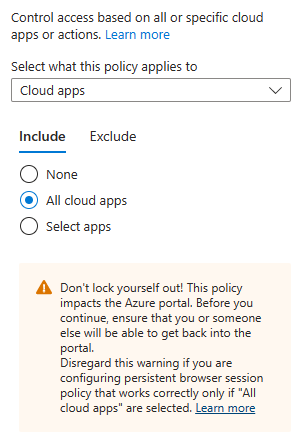 Control access based on all or specific cloud
apps or actions. Learn more
Select what this policy applies to
Cloud apps
Include Exclude
None
All cloud apps
Select apps
Don't lock yourself out! This policy
impacts the Azure portal. Before you
continue, ensure that you or someone
else will be able to get back into the
portal.
Disregard this warning if you are
configuring persistent browser session
policy that works correctly only if "All
cloud apps" are selected. Learn more